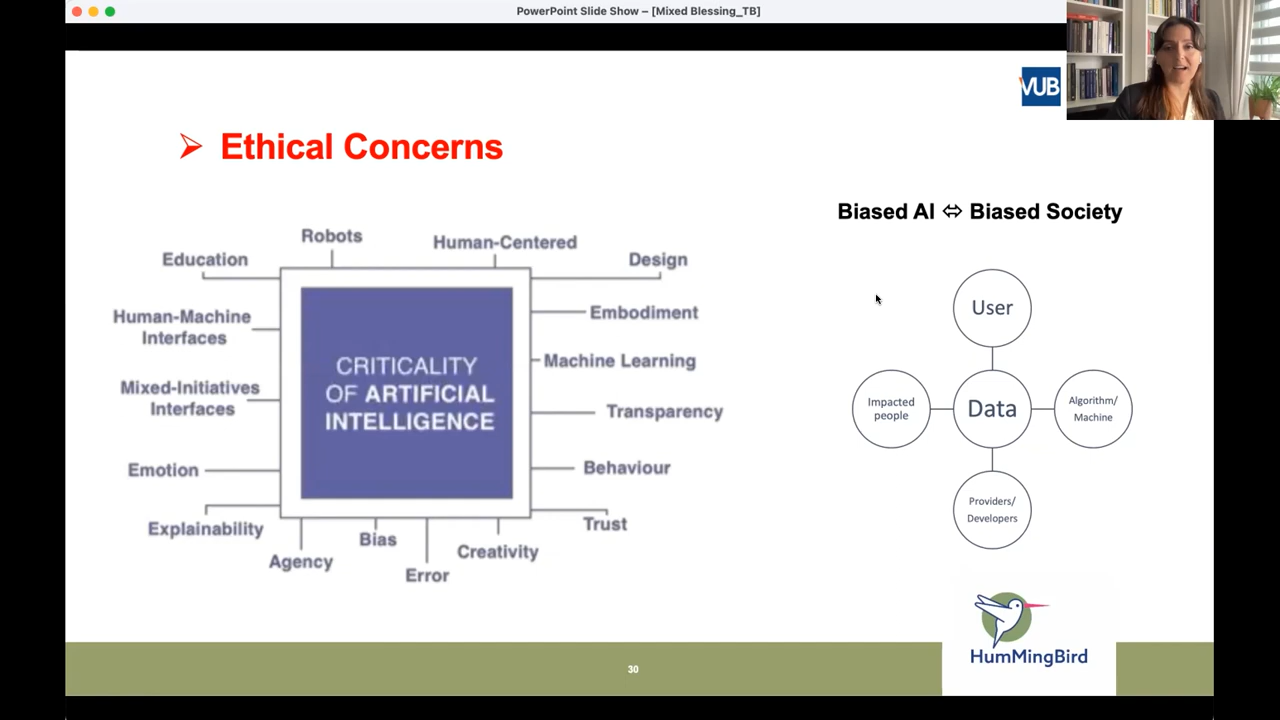 PowerPoint Slide Show – [Mixed Blessing_TB]
VUB
➢ Ethical Concerns
Biased AI ⬄ Biased Society
Robots
Human-Centered
Education
Design
Human-Machine
Interfaces
Embodiment
Machine Learning
Mixed-Initiatives
Interfaces
Transparency
Emotion
Behaviour
Explainability
Trust
Agency
Bias
Error
Creativity
CRITICALITY
OF ARTIFICIAL
INTELLIGENCE
User
Impacted
people
Data
Algorithm/
Machine
Providers/
Developers
HumMingBird
30